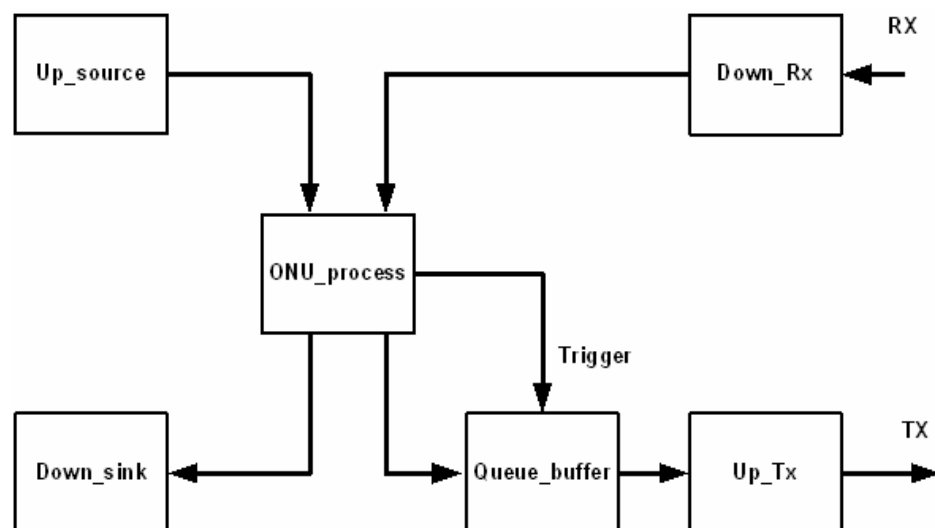 RX
Up_source
Down_Rx
ONU_process
Trigger
TX
Down_sink
Queue_buffer
Up_Tx